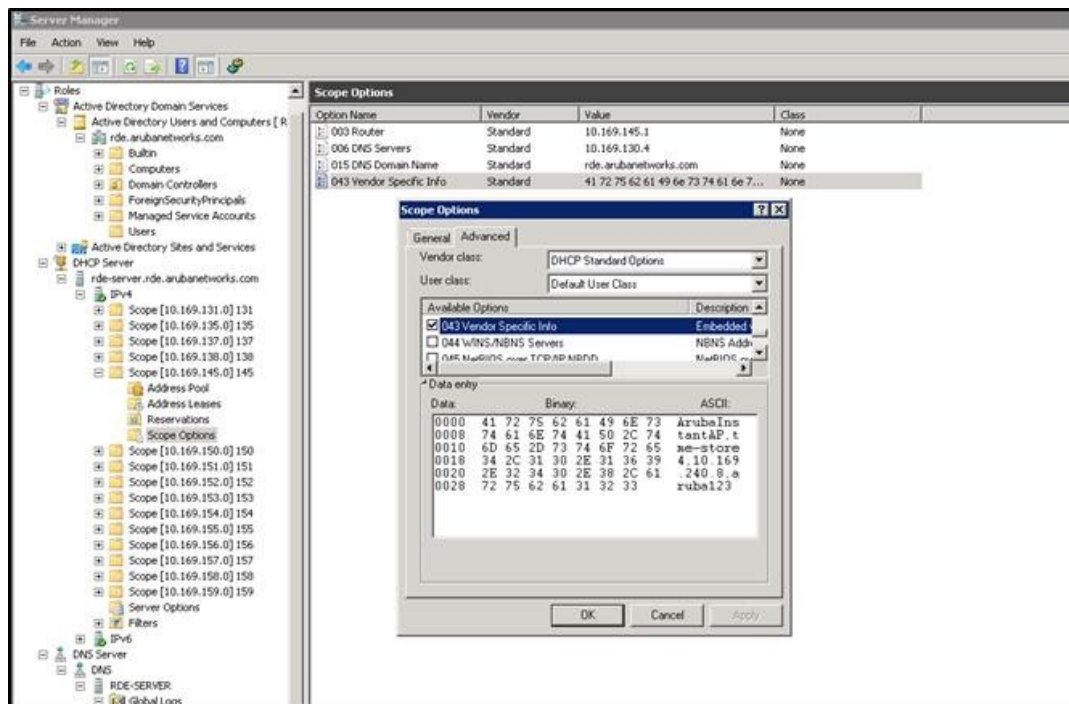 Server Manager
File Action View Help
Roles
Active Directory Domain Services
Active Directory Users and Computers [ R
rde.arubanetworks.com
Builtin
Computers
Domain Controllers
ForeignSecurityPrincipals
Managed Service Accounts
Users
Active Directory Sites and Services
DHCP Server
rde-server.rde.arubanetworks.com
IPv4
Scope [10.169.131.0] 131
Scope [10.169.135.0] 135
Scope [10.169.137.0] 137
Scope [10.169.138.0] 138
Scope [10.169.145.0] 145
Address Pool
Address Leases
Reservations
Scope Options
Scope [10.169.150.0] 150
Scope [10.169.151.0] 151
Scope [10.169.152.0] 152
Scope [10.169.153.0] 153
Scope [10.169.154.0] 154
Scope [10.169.155.0] 155
Scope [10.169.156.0] 156
Scope [10.169.157.0] 157
Scope [10.169.158.0] 158
Scope [10.169.159.0] 159
Server Options
Filters
IPv6
DNS Server
DNS
RDE-SERVER
Global Logs
Scope Options
Option Name Vendor Value Class
003 Router Standard 10.169.145.1 None
006 DNS Servers Standard 10.169.130.4 None
015 DNS Domain Name Standard rde.arubanetworks.com None
043 Vendor Specific Info Standard 41 72 75 62 61 49 6e 73 74 61 6e 7... None
Scope Options
General Advanced
Vendor class: DHCP Standard Options
User class: Default User Class
Available Options Description
043 Vendor Specific Info Embedded
044 WINS/NBNS Servers NBNS Addr
045 NetBIOS over TCP/IP NBDD NetBIOS
Data entry
Data: Binary: ASCII:
0000 41 72 75 62 61 49 6E 73 ArubaIns
0008 74 61 6E 74 41 50 2C 74 tantAP,t
0010 6D 65 2D 73 74 6F 72 65 me-store
0018 34 2C 31 30 2E 31 36 39 4,10.169
0020 2E 32 34 30 2E 38 2C 61 .240.8,a
0028 72 75 62 61 31 32 33 ruba123
OK Cancel Apply